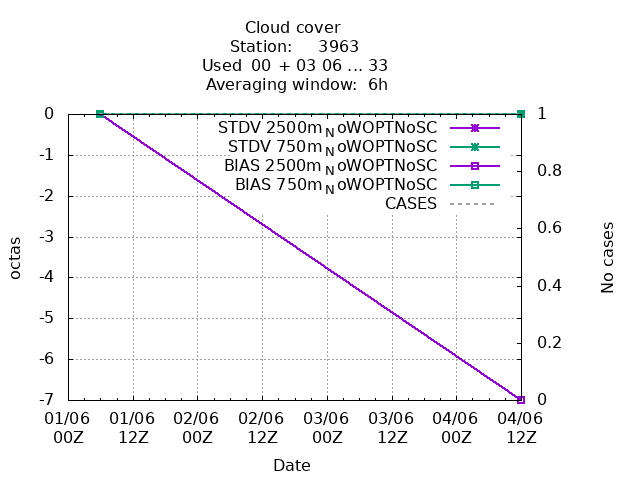 Cloud cover
Station: 3963
Used 00 + 03 06 ... 33
Averaging window: 6h
0
-1
-2
-3
-4
-5
-6
-7
octas
STDV 2500m_NoWOPTNoSC
STDV 750m_NoWOPTNoSC
BIAS 2500m_NoWOPTNoSC
BIAS 750m_NoWOPTNoSC
CASES
1
0.8
0.6
0.4
0.2
0
No cases
01/06 01/06 02/06 02/06 03/06 03/06 04/06 04/06
00Z 12Z 00Z 12Z 00Z 12Z 00Z 12Z
Date